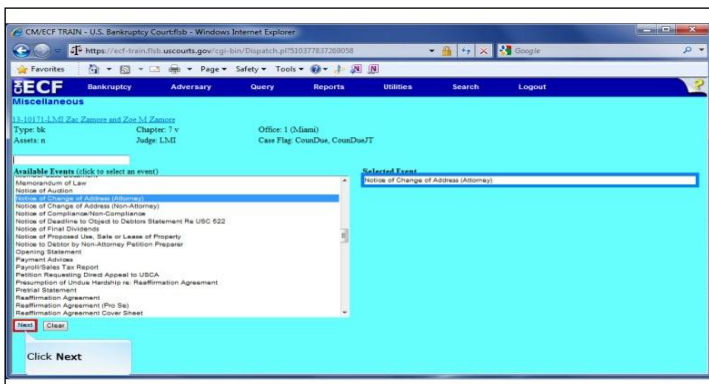 CM/ECF TRAIN - U.S. Bankruptcy Court:flsb - Windows Internet Explorer
https://ecf-train.flsb.uscourts.gov/cgi-bin/Dispatch.pl?510377837269058
Google
Favorites Page Safety Tools
ECF Bankruptcy Adversary Query Reports Utilities Search Logout ?
Miscellaneous
13-10171-LMI Zac Zamore and Zoe M Zamore
Type: bk Chapter: 7 v Office: 1 (Miami)
Assets: n Judge: LMI Case Flag: CounDue, CounDueJT
Available Events (click to select an event) Selected Event
Memorandum of Law
Notice of Auction
Notice of Change of Address (Attorney)
Notice of Change of Address (Non-Attorney)
Notice of Compliance/Non-Compliance
Notice of Deadline to Object to Debtors Statement Re USC 522
Notice of Final Dividends
Notice of Proposed Use, Sale or Lease of Property
Notice to Debtor by Non-Attorney Petition Preparer
Opening Statement
Payment Advices
Payroll/Sales Tax Report
Petition Requesting Direct Appeal to USCA
Presumption of Undue Hardship re: Reaffirmation Agreement
Pretrial Statement
Reaffirmation Agreement
Reaffirmation Agreement (Pro Se)
Reaffirmation Agreement Cover Sheet
Notice of Change of Address (Attorney)
Next Clear
Click Next